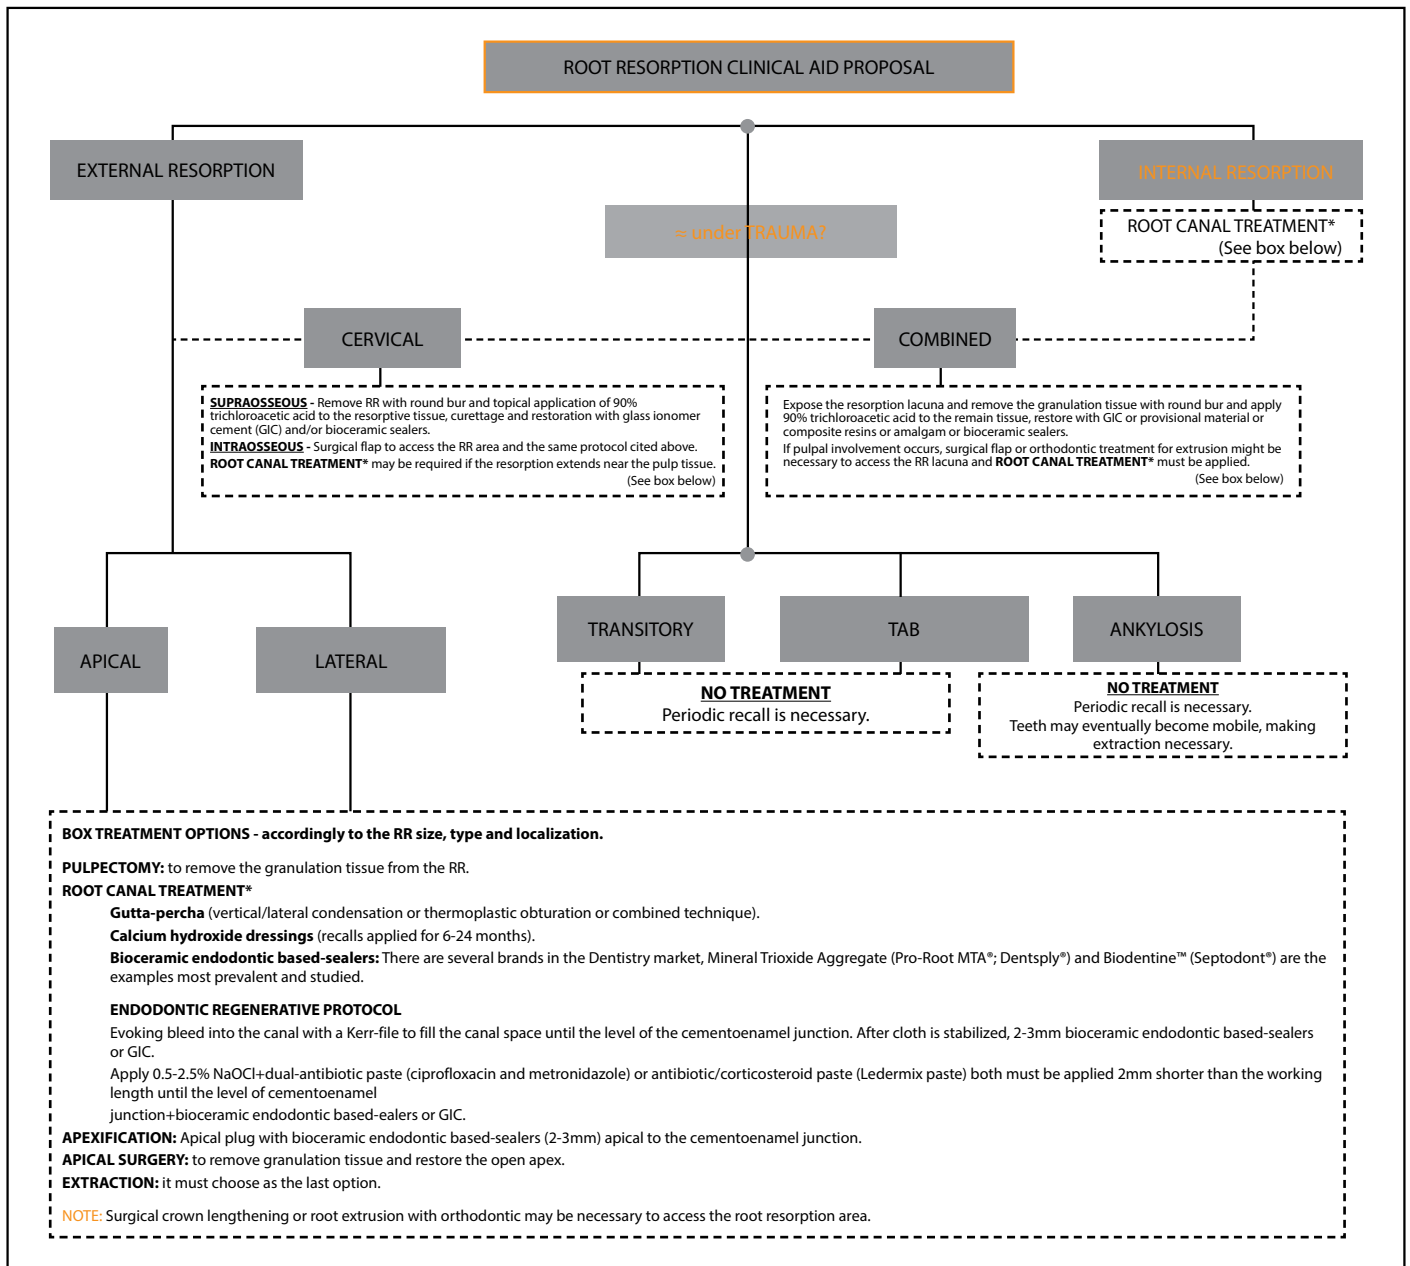 ROOT RESORPTION CLINICAL AID PROPOSAL
EXTERNAL RESORPTION
INTERNAL RESORPTION
ROOT CANAL TREATMENT*
(See box below)
= under TRAUMA?
CERVICAL
COMBINED
SUPRAOSSEOUS - Remove RR with round bur and topical application of 90%
trichloroacetic acid to the resorptive tissue, curettage and restoration with glass ionomer
cement (GIC) and/or bioceramic sealers.
INTRAOSSEOUS - Surgical flap to access the RR area and the same protocol cited above.
ROOT CANAL TREATMENT* may be required if the resorption extends near the pulp tissue.
(See box below)
Expose the resorption lacuna and remove the granulation tissue with round bur and apply
90% trichloroacetic acid to the remain tissue, restore with GIC or provisional material or
composite resins or amalgam or bioceramic sealers.
If pulpal involvement occurs, surgical flap or orthodontic treatment for extrusion might be
necessary to access the RR lacuna and ROOT CANAL TREATMENT* must be applied.
(See box below)
APICAL
LATERAL
TRANSITORY
TAB
ANKYLOSIS
NO TREATMENT
Periodic recall is necessary.
NO TREATMENT
Periodic recall is necessary.
Teeth may eventually become mobile, making
extraction necessary.
BOX TREATMENT OPTIONS - accordingly to the RR size, type and localization.
PULPECTOMY: to remove the granulation tissue from the RR.
ROOT CANAL TREATMENT*
Gutta-percha (vertical/lateral condensation or thermoplastic obturation or combined technique).
Calcium hydroxide dressings (recalls applied for 6-24 months).
Bioceramic endodontic based-sealers: There are several brands in the Dentistry market, Mineral Trioxide Aggregate (Pro-Root MTA®; Dentsply®) and Biodentine™ (Septodont®) are the
examples most prevalent and studied.
ENDODONTIC REGENERATIVE PROTOCOL
Evoking bleed into the canal with a Kerr-file to fill the canal space until the level of the cementoenamel junction. After cloth is stabilized, 2-3mm bioceramic endodontic based-sealers
or GIC.
Apply 0.5-2.5% NaOCl+dual-antibiotic paste (ciprofloxacin and metronidazole) or antibiotic/corticosteroid paste (Ledermix paste) both must be applied 2mm shorter than the working
length until the level of cementoenamel
junction+bioceramic endodontic based-ealers or GIC.
APEXIFICATION: Apical plug with bioceramic endodontic based-sealers (2-3mm) apical to the cementoenamel junction.
APICAL SURGERY: to remove granulation tissue and restore the open apex.
EXTRACTION: it must choose as the last option.
NOTE: Surgical crown lengthening or root extrusion with orthodontic may be necessary to access the root resorption area.